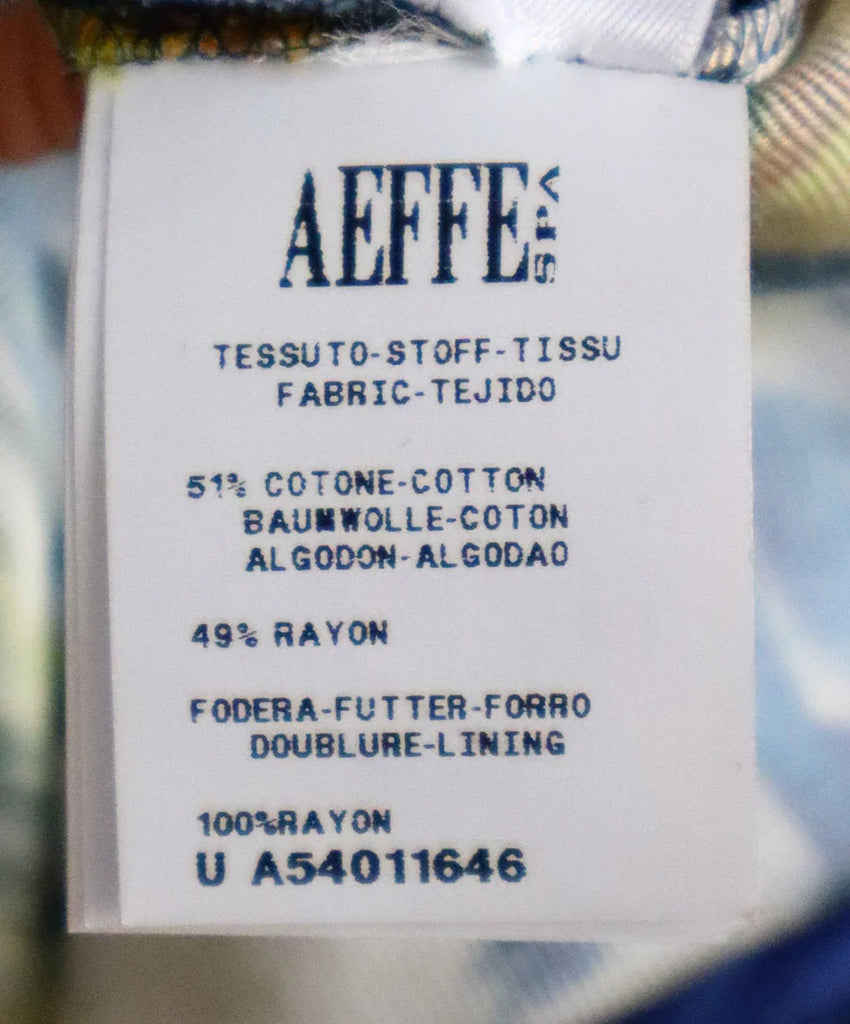 AEFFE SPA
TESSUTO-STOFF-TISSU
FABRIC-TEJIDO
51% COTONE-COTTON
BAUMWOLLE-COTON
ALGODON-ALGODAO
49% RAYON
FODERA-FUTTER-FORRO
DOUBLURE-LINING
100%RAYON
U A54011646